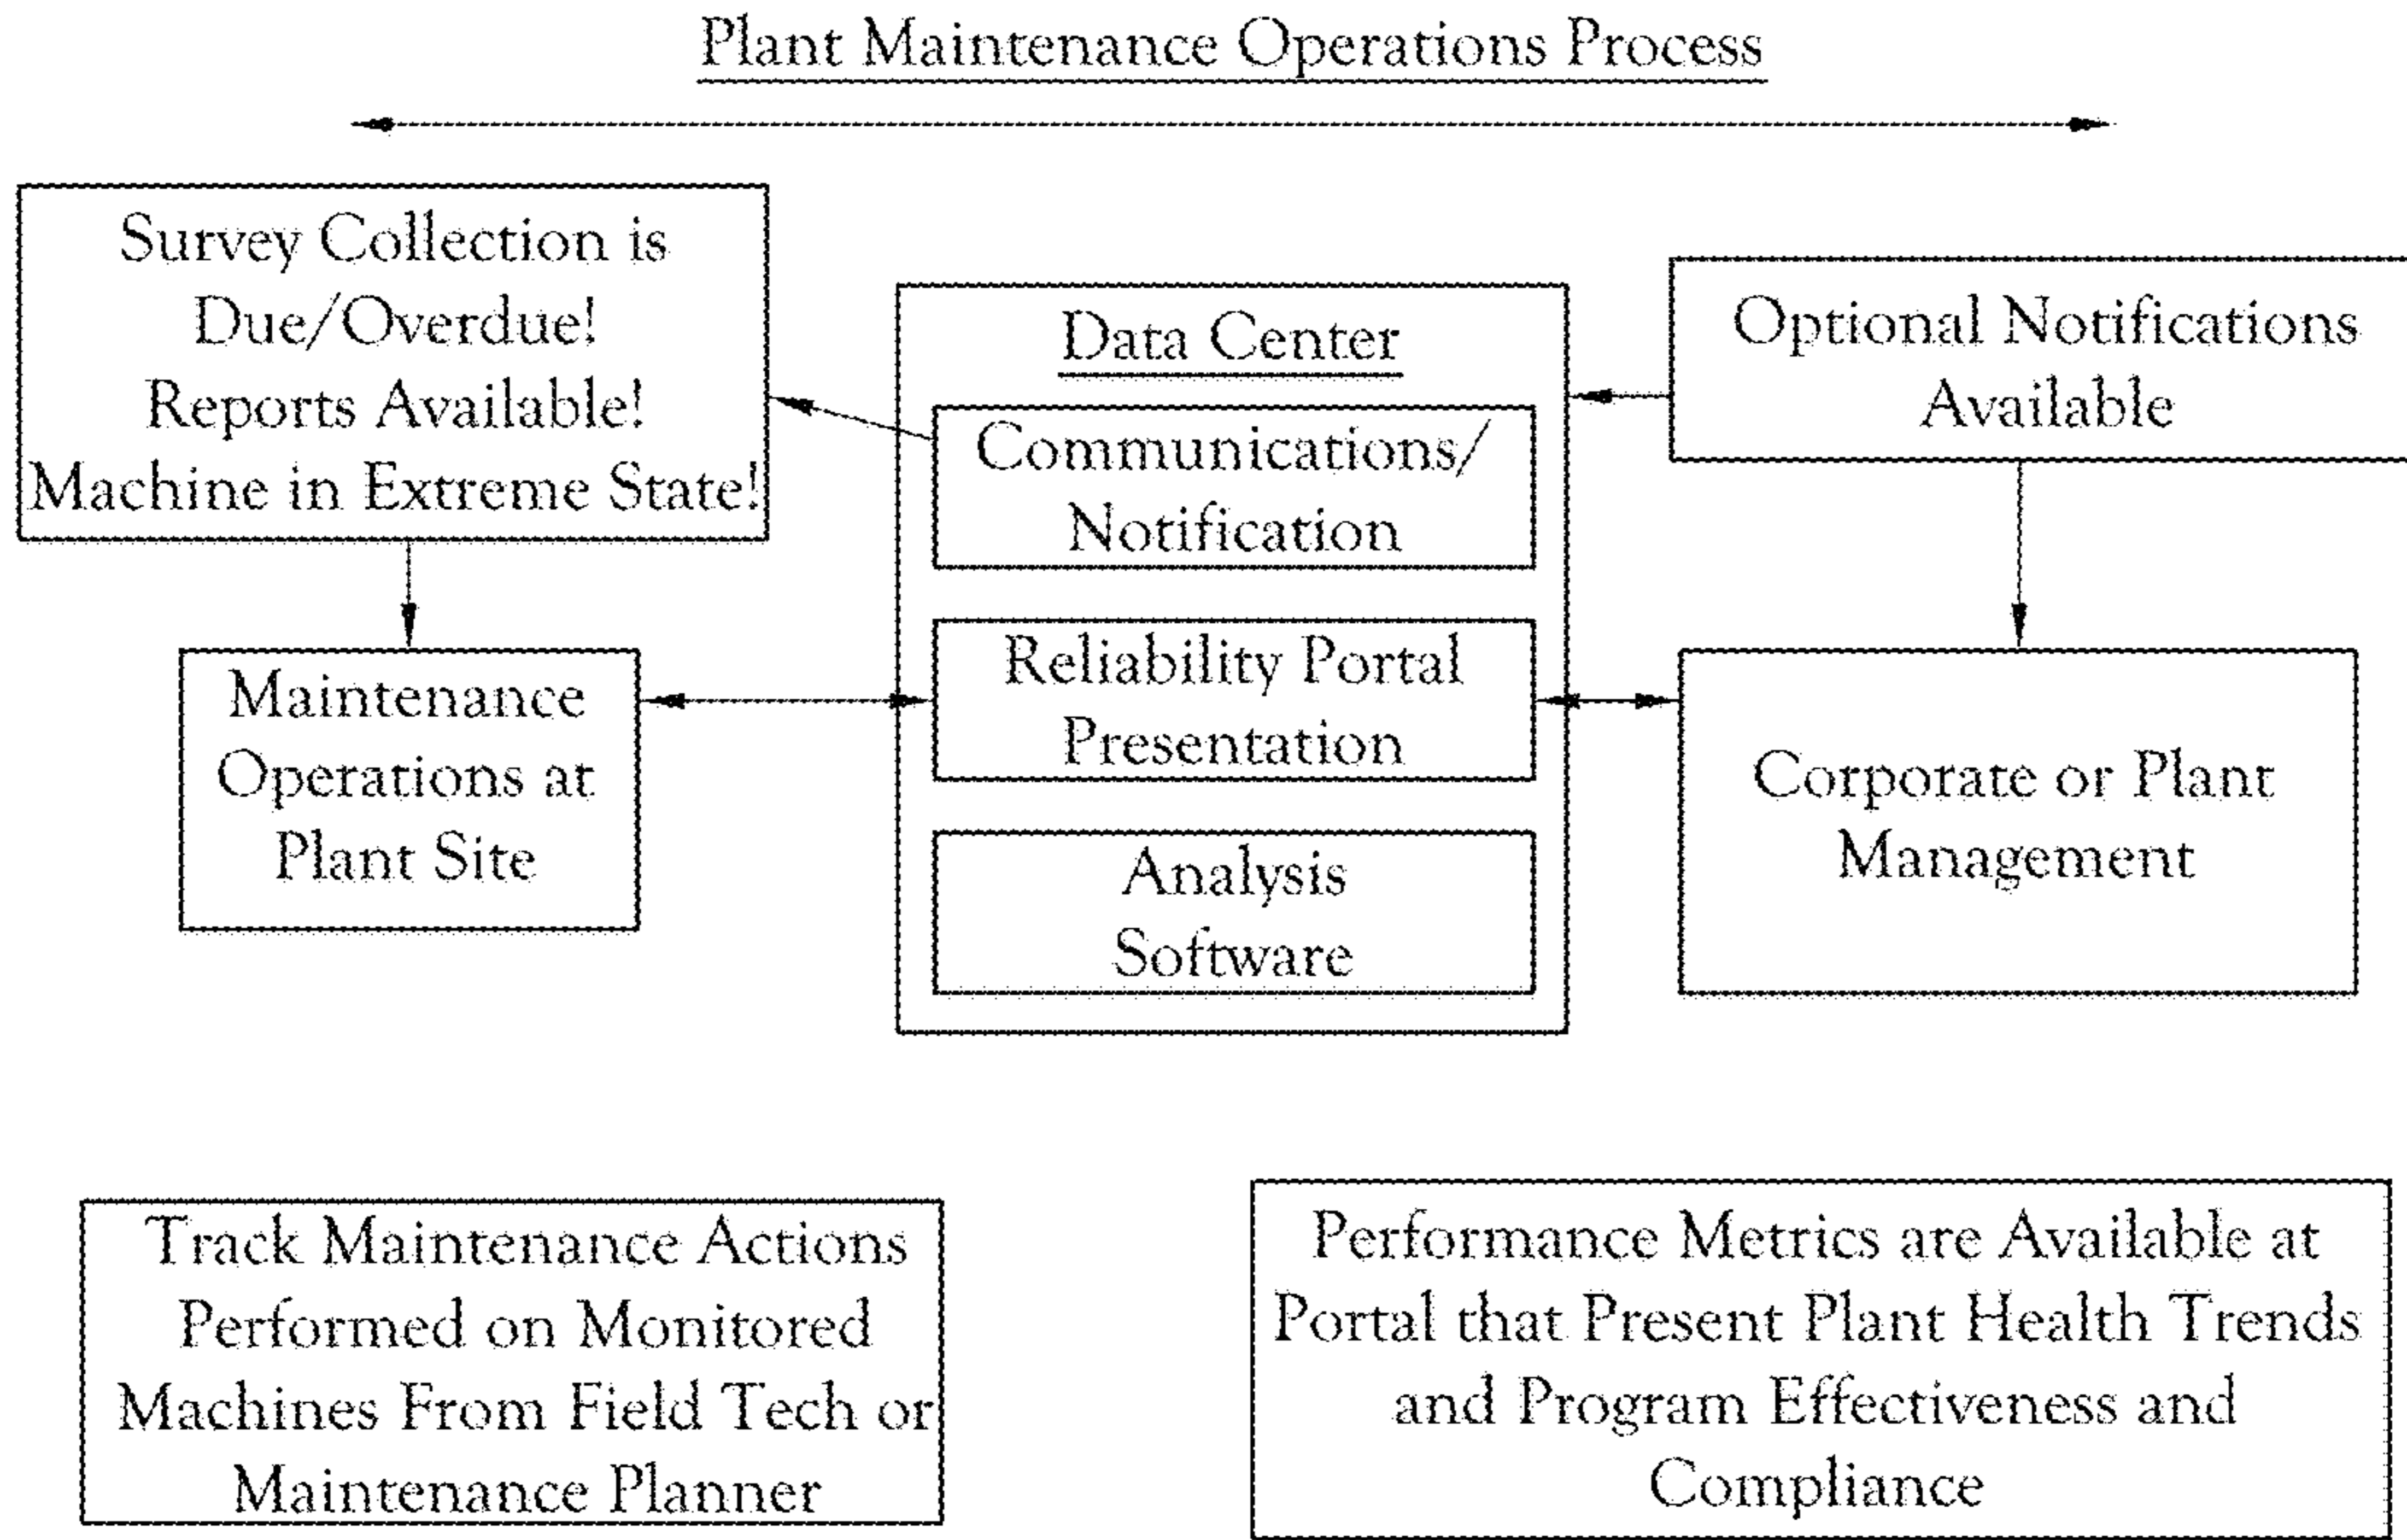 Plant Maintenance Operations Process
Survey Collection is
Due/Overdue!
Reports Available!
Machine in Extreme State!
Data Center
Communications/
Notification
Optional Notifications
Available
Maintenance
Operations at
Plant Site
Reliability Portal
Presentation
Analysis
Software
Corporate or Plant
Management
Track Maintenance Actions
Performed on Monitored
Machines From Field Tech or
Maintenance Planner
Performance Metrics are Available at
Portal that Present Plant Health Trends
and Program Effectiveness and
Compliance